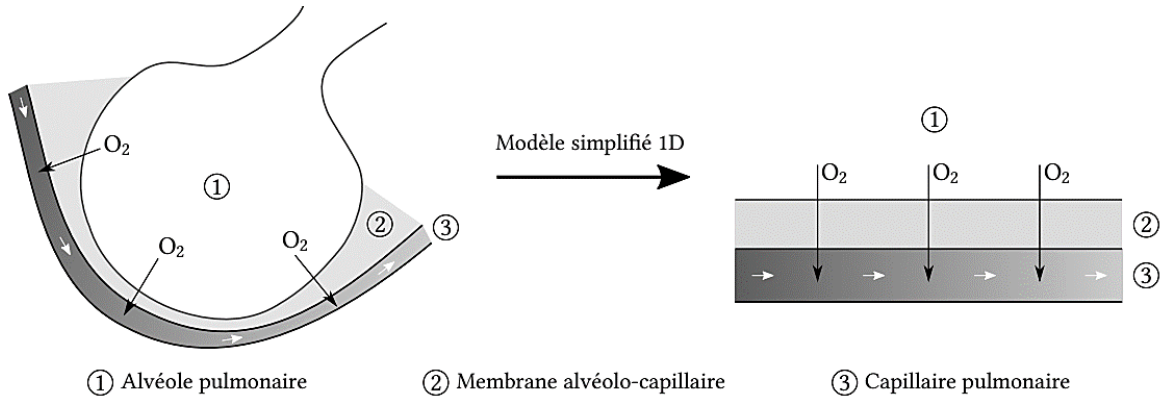 ①
Modèle simplifié 1D
O₂
O₂ O₂ O₂
①
②
③
②
O₂
O₂
③
① Alvéole pulmonaire
② Membrane alvéolo-capillaire
③ Capillaire pulmonaire